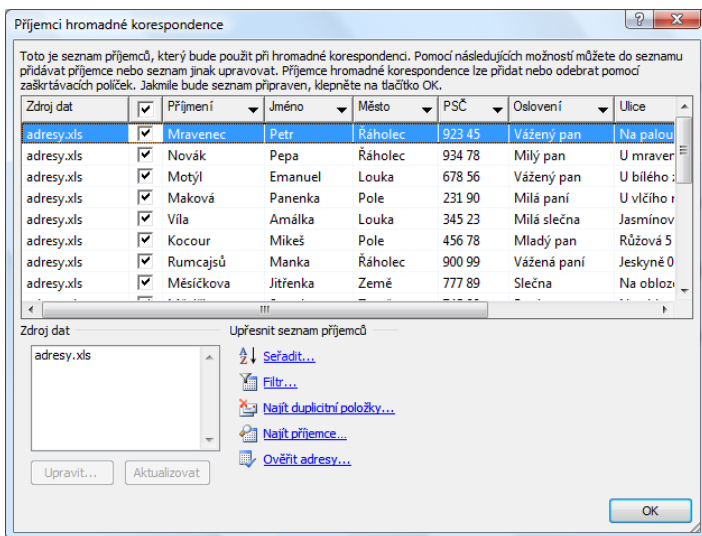 Příjemci hromadné korespondence
Toto je seznam příjemců, který bude použit při hromadné korespondenci. Pomocí následujících možností můžete do seznamu
přidávat příjemce nebo seznam jinak upravovat. Příjemce hromadné korespondence lze přidat nebo odebrat pomocí
zaškrtávacích políček. Jakmile bude seznam připraven, klepněte na tlačítko OK.
Zdroj dat Příjmení Jméno Město PSČ Oslovení Ulice
adresy.xls Mravenec Petr Řáholec 923 45 Vážený pan Na palou
adresy.xls Novák Pepa Řáholec 934 78 Milý pan U mraven
adresy.xls Motýl Emanuel Louka 678 56 Vážený pan U bílého
adresy.xls Maková Panenka Pole 231 90 Milá paní U vlčího
adresy.xls Víla Amálka Louka 345 23 Milá slečna Jasmínov
adresy.xls Kocour Mikeš Pole 456 78 Mladý pan Růžová 5
adresy.xls Rumcajsů Manka Řáholec 900 99 Vážená paní Jeskyně 0
adresy.xls Měsíčkova Jitřenka Země 777 89 Slečna Na obloz
Zdroj dat Upřesnit seznam příjemců
adresy.xls
Seřadit...
Filtr...
Najít duplicitní položky...
Najít příjemce...
Ověřit adresy...
Upravit... Aktualizovat
OK